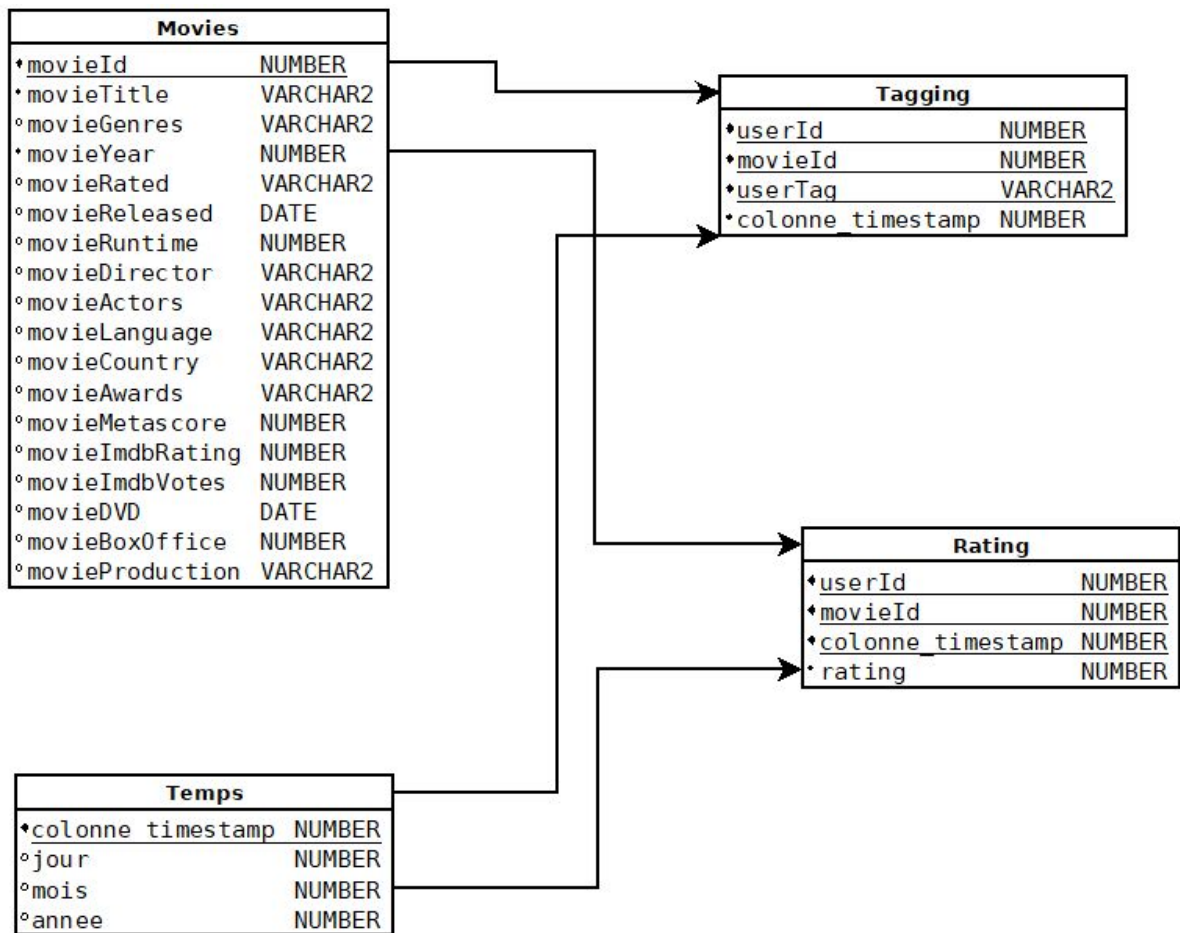 Movies
movieId NUMBER
movieTitle VARCHAR2
movieGenres VARCHAR2
movieYear NUMBER
movieRated VARCHAR2
movieReleased DATE
movieRuntime NUMBER
movieDirector VARCHAR2
movieActors VARCHAR2
movieLanguage VARCHAR2
movieCountry VARCHAR2
movieAwards VARCHAR2
movieMetascore NUMBER
movieImdbRating NUMBER
movieImdbVotes NUMBER
movieDVD DATE
movieBoxOffice NUMBER
movieProduction VARCHAR2
Tagging
userId NUMBER
movieId NUMBER
userTag VARCHAR2
colonne_timestamp NUMBER
Rating
userId NUMBER
movieId NUMBER
colonne_timestamp NUMBER
rating NUMBER
Temps
colonne_timestamp NUMBER
jour NUMBER
mois NUMBER
annee NUMBER